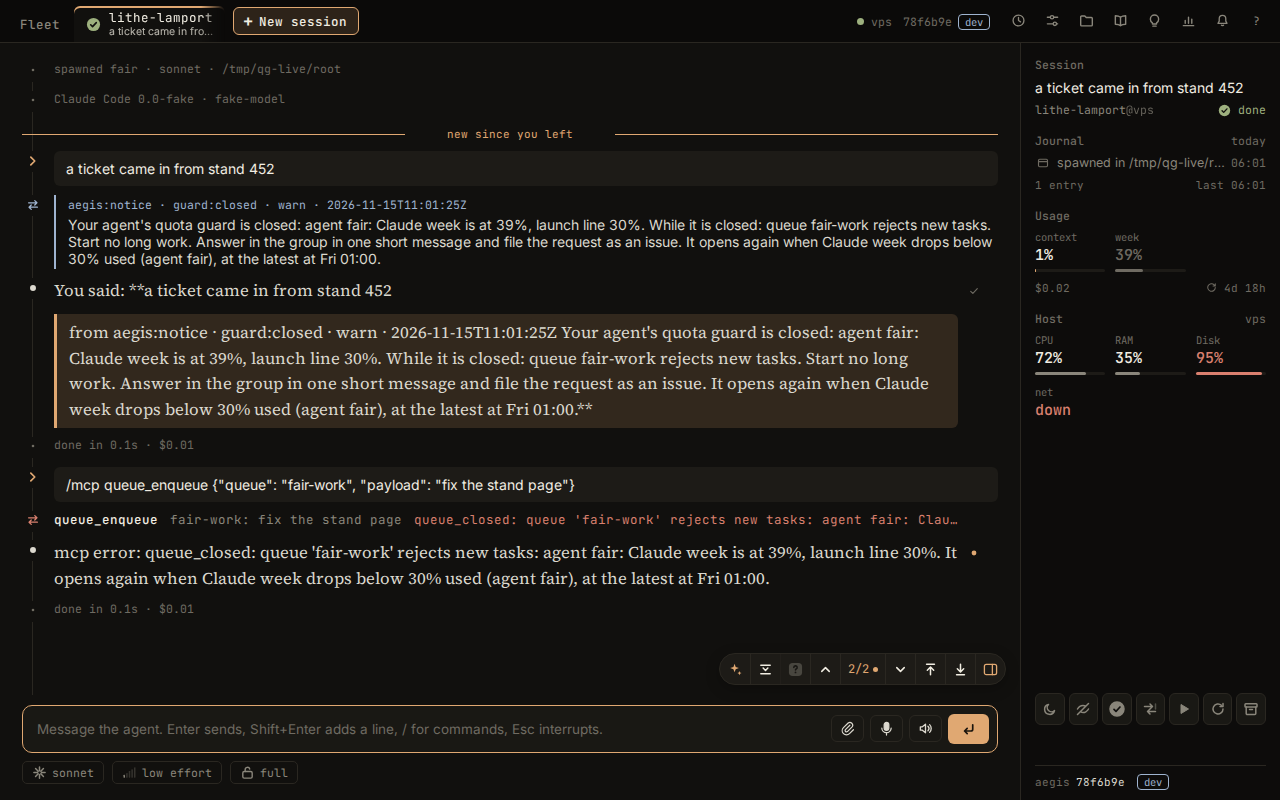 Fleet
lithe-lamport
a ticket came in fro...
+ New session
vps 78f6b9e dev
?
spawned fair · sonnet · /tmp/qg-live/root
Claude Code 0.0-fake · fake-model
new since you left
a ticket came in from stand 452
aegis:notice · guard:closed · warn · 2026-11-15T11:01:25Z
Your agent's quota guard is closed: agent fair: Claude week is at 39%, launch line 30%. While it is closed: queue fair-work rejects new tasks.
Start no long work. Answer in the group in one short message and file the request as an issue. It opens again when Claude week drops below
30% used (agent fair), at the latest at Fri 01:00.
You said: **a ticket came in from stand 452
from aegis:notice · guard:closed · warn · 2026-11-15T11:01:25Z Your agent's quota guard is closed: agent fair:
Claude week is at 39%, launch line 30%. While it is closed: queue fair-work rejects new tasks. Start no long
work. Answer in the group in one short message and file the request as an issue. It opens again when Claude
week drops below 30% used (agent fair), at the latest at Fri 01:00.**
done in 0.1s · $0.01
/mcp queue_enqueue {"queue": "fair-work", "payload": "fix the stand page"}
queue_enqueue fair-work: fix the stand page queue_closed: queue 'fair-work' rejects new tasks: agent fair: Clau…
mcp error: queue_closed: queue 'fair-work' rejects new tasks: agent fair: Claude week is at 39%, launch line 30%. It
opens again when Claude week drops below 30% used (agent fair), at the latest at Fri 01:00.
done in 0.1s · $0.01
?
2/2
Message the agent. Enter sends, Shift+Enter adds a line, / for commands, Esc interrupts.
sonnet
low effort
full
Session
a ticket came in from stand 452
lithe-lamport@vps done
Journal today
spawned in /tmp/qg-live/r... 06:01
1 entry last 06:01
Usage
context week
1% 39%
$0.02 4d 18h
Host vps
CPU RAM Disk
72% 35% 95%
net
down
aegis 78f6b9e dev